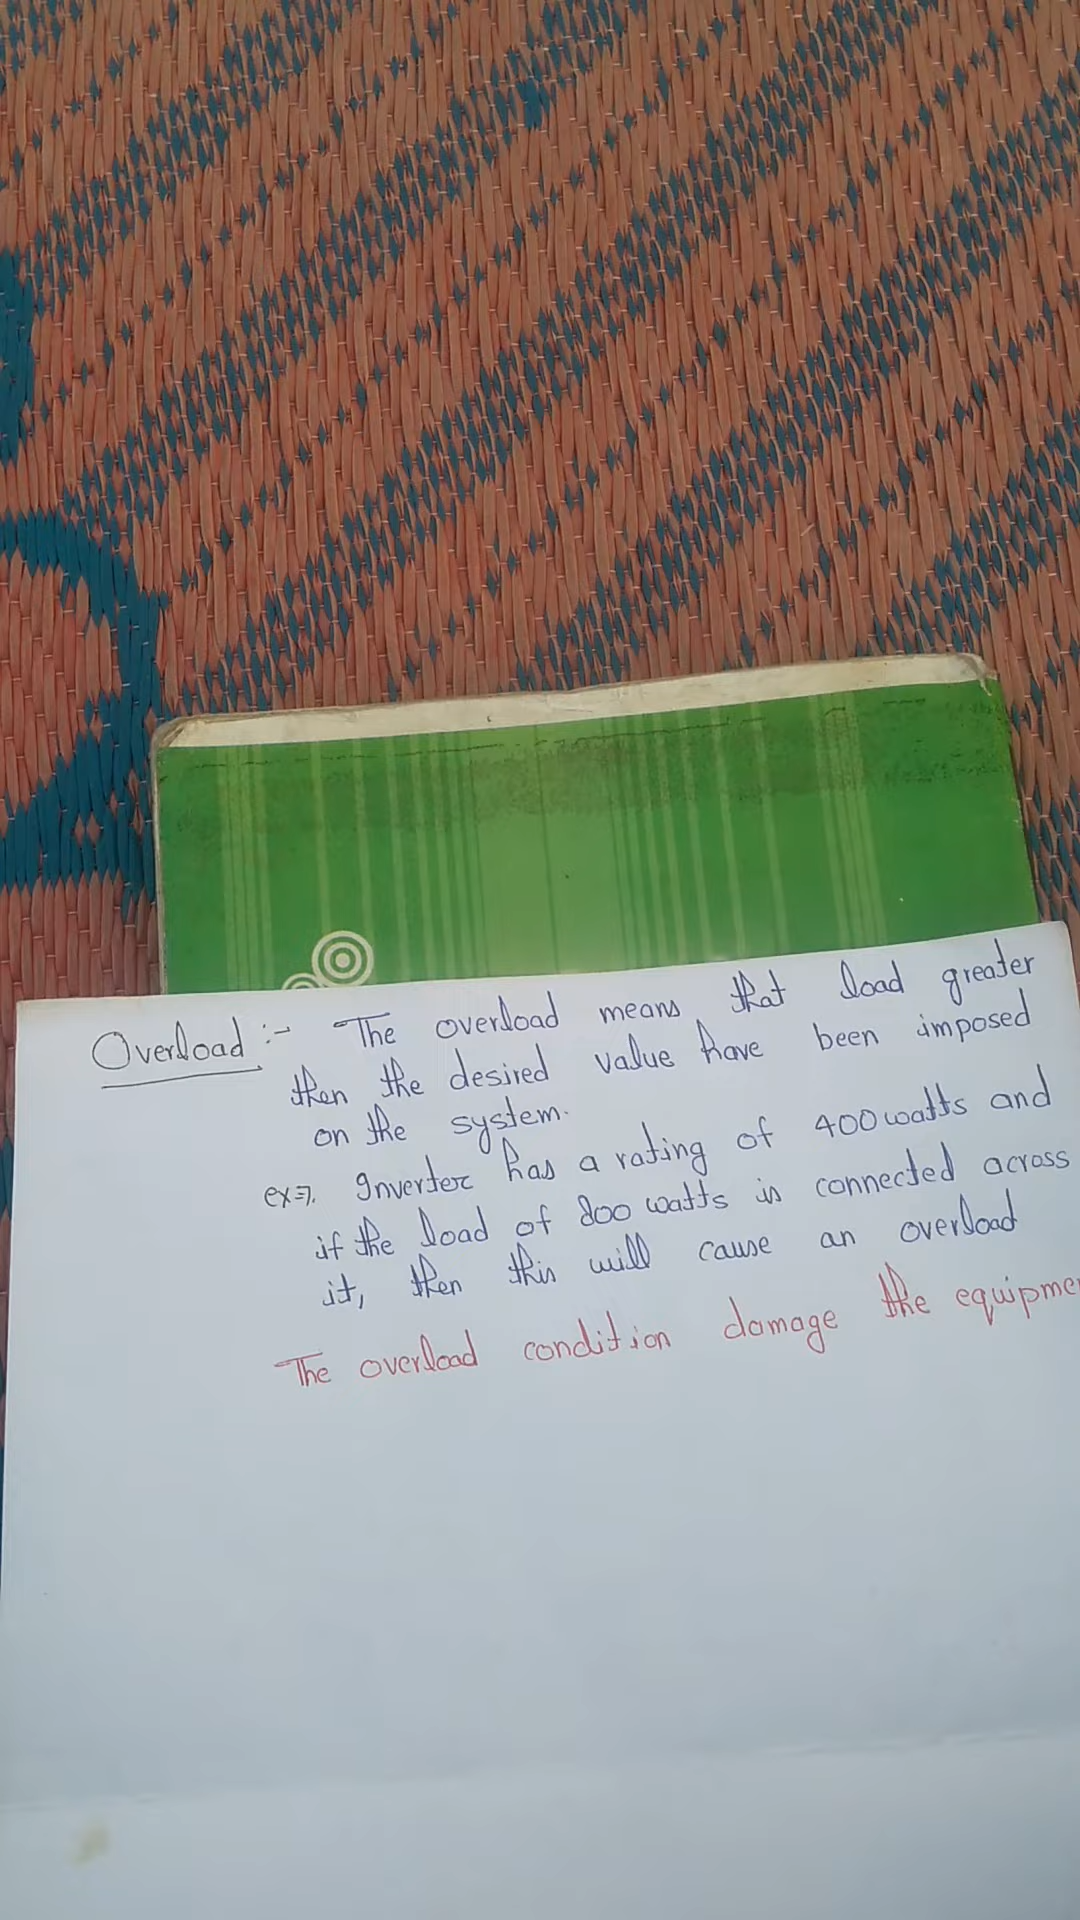 Overload :- The overload means that load greater
then the desired value have been imposed
on the system.
ex⇒. Inverter has a rating of 400 watts and
if the load of 800 watts is connected across
it, then this will cause an overload
The overload condition damage the equipme